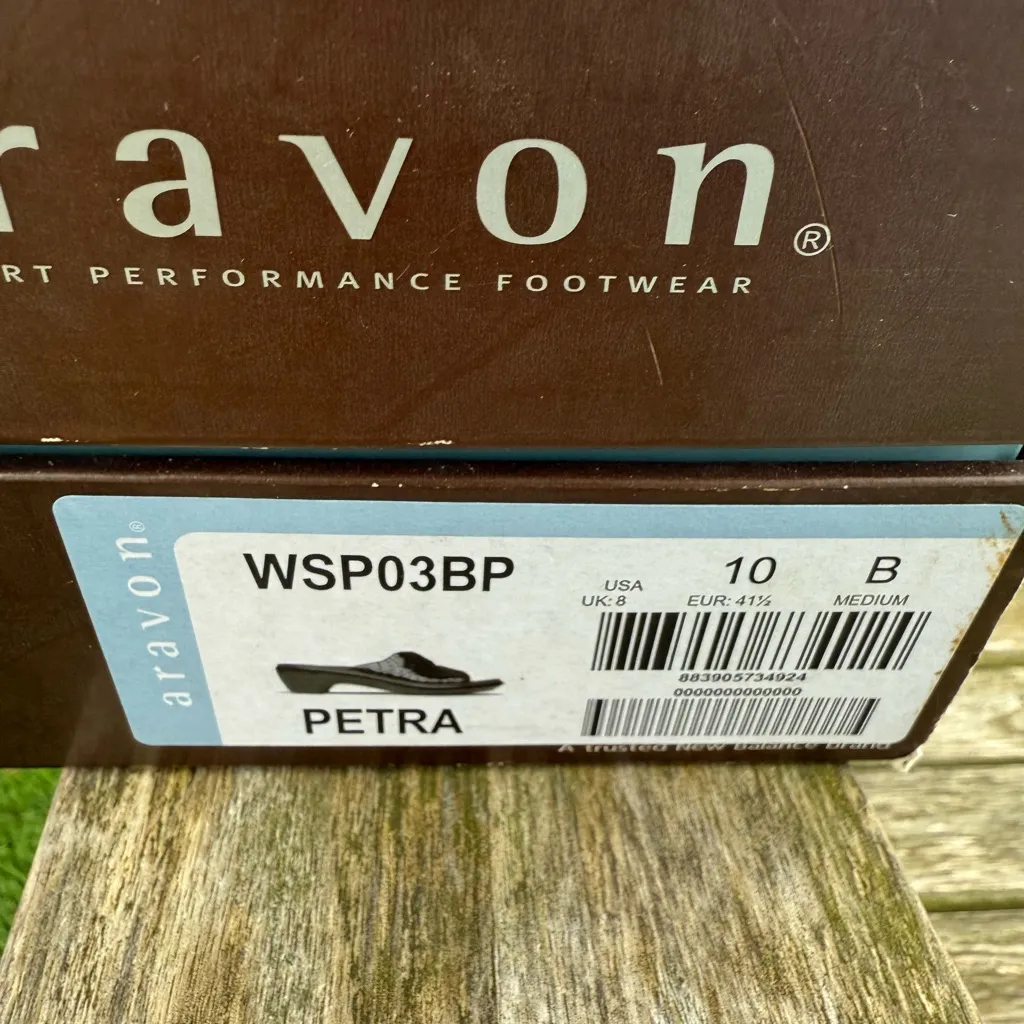 ravon®
RT PERFORMANCE FOOTWEAR
aravon®
WSP03BP
PETRA
USA 10 B
UK: 8 EUR: 41½ MEDIUM
883905734924
0000000000000
A trusted New Balance brand